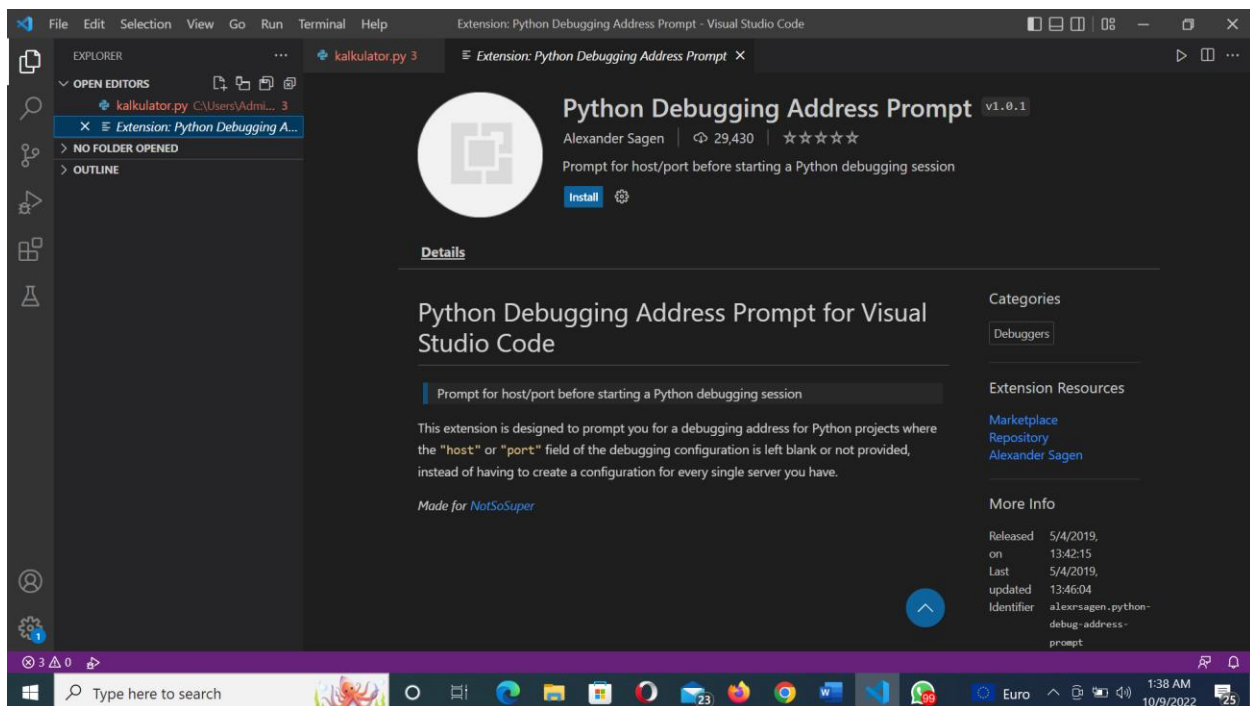 File Edit Selection View Go Run Terminal Help
Extension: Python Debugging Address Prompt - Visual Studio Code
EXPLORER
OPEN EDITORS
kalkulator.py C:\Users\Admi... 3
Extension: Python Debugging A...
NO FOLDER OPENED
OUTLINE
kalkulator.py 3
Extension: Python Debugging Address Prompt
Python Debugging Address Prompt v1.0.1
Alexander Sagen 29,430
Prompt for host/port before starting a Python debugging session
Install
Details
Python Debugging Address Prompt for Visual
Studio Code
Prompt for host/port before starting a Python debugging session
This extension is designed to prompt you for a debugging address for Python projects where
the "host" or "port" field of the debugging configuration is left blank or not provided,
instead of having to create a configuration for every single server you have.
Made for NotSoSuper
Categories
Debuggers
Extension Resources
Marketplace
Repository
Alexander Sagen
More Info
Released 5/4/2019,
on 13:42:15
Last 5/4/2019,
updated 13:46:04
Identifier alexrsagen.python-
debug-address-
prompt
1
3 0
Type here to search
23
99
Euro
1:38 AM
10/9/2022
25